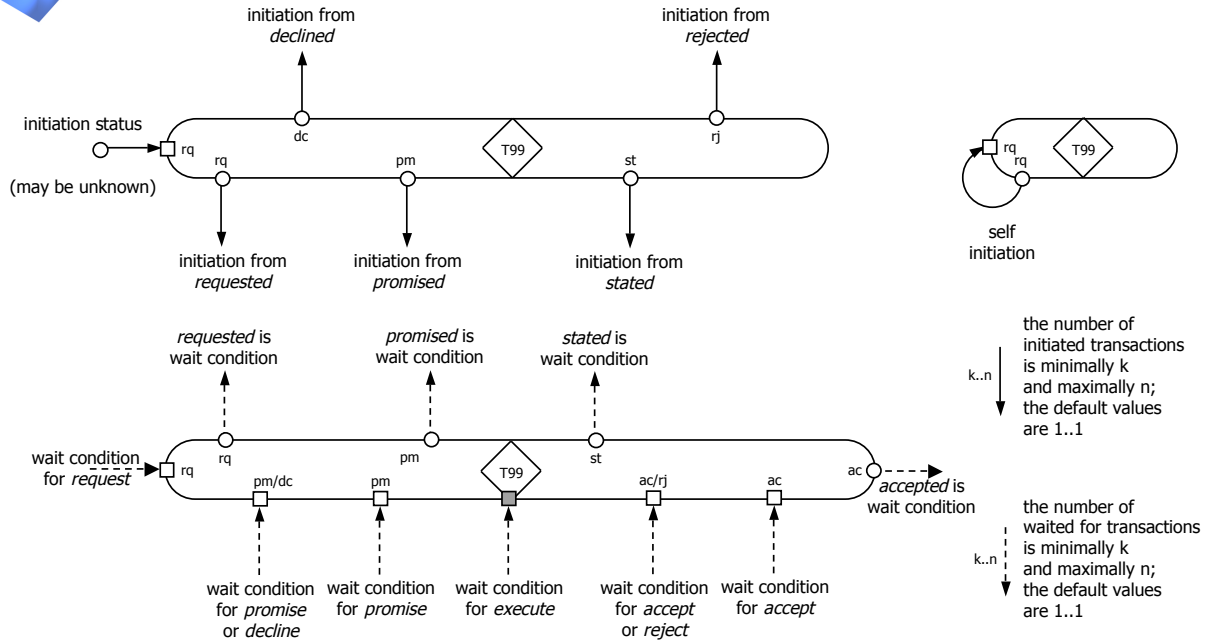 initiation from
declined
initiation from
rejected
initiation status
(may be unknown)
rq
dc
T99
rj
rq
pm
st
initiation from
requested
initiation from
promised
initiation from
stated
rq
rq
T99
self
initiation
requested is
wait condition
promised is
wait condition
stated is
wait condition
k..n
the number of
initiated transactions
is minimally k
and maximally n;
the default values
are 1..1
wait condition
for request
rq
rq
pm
st
T99
pm/dc
pm
ac/rj
ac
ac
accepted is
wait condition
wait condition
for promise
or decline
wait condition
for promise
wait condition
for execute
wait condition
for accept
or reject
wait condition
for accept
k..n
the number of
waited for transactions
is minimally k
and maximally n;
the default values
are 1..1